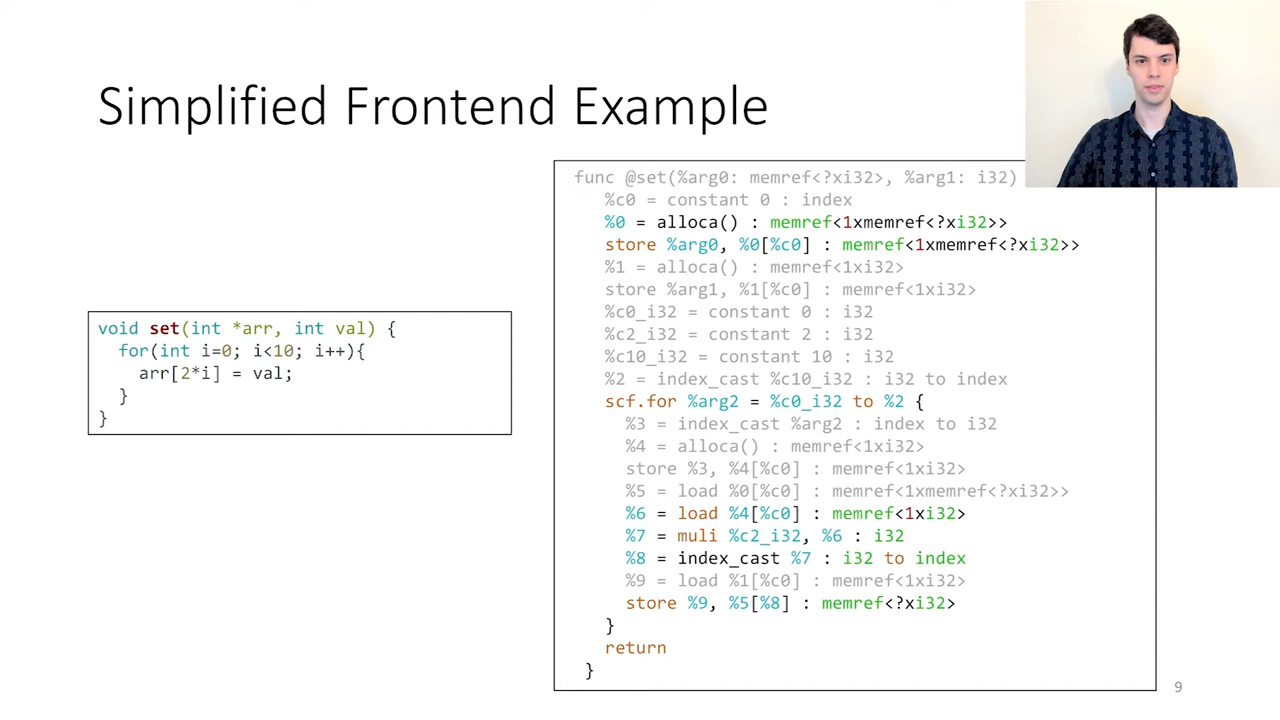 Simplified Frontend Example
void set(int *arr, int val) {
for(int i=0; i<10; i++){
arr[2*i] = val;
}
}
func @set(%arg0: memref<?xi32>, %arg1: i32)
%c0 = constant 0 : index
%0 = alloca() : memref<1xmemref<?xi32>>
store %arg0, %0[%c0] : memref<1xmemref<?xi32>>
%1 = alloca() : memref<1xi32>
store %arg1, %1[%c0] : memref<1xi32>
%c0_i32 = constant 0 : i32
%c2_i32 = constant 2 : i32
%c10_i32 = constant 10 : i32
%2 = index_cast %c10_i32 : i32 to index
scf.for %arg2 = %c0_i32 to %2 {
%3 = index_cast %arg2 : index to i32
%4 = alloca() : memref<1xi32>
store %3, %4[%c0] : memref<1xi32>
%5 = load %0[%c0] : memref<1xmemref<?xi32>>
%6 = load %4[%c0] : memref<1xi32>
%7 = muli %c2_i32, %6 : i32
%8 = index_cast %7 : i32 to index
%9 = load %1[%c0] : memref<1xi32>
store %9, %5[%8] : memref<?xi32>
}
return
}
9